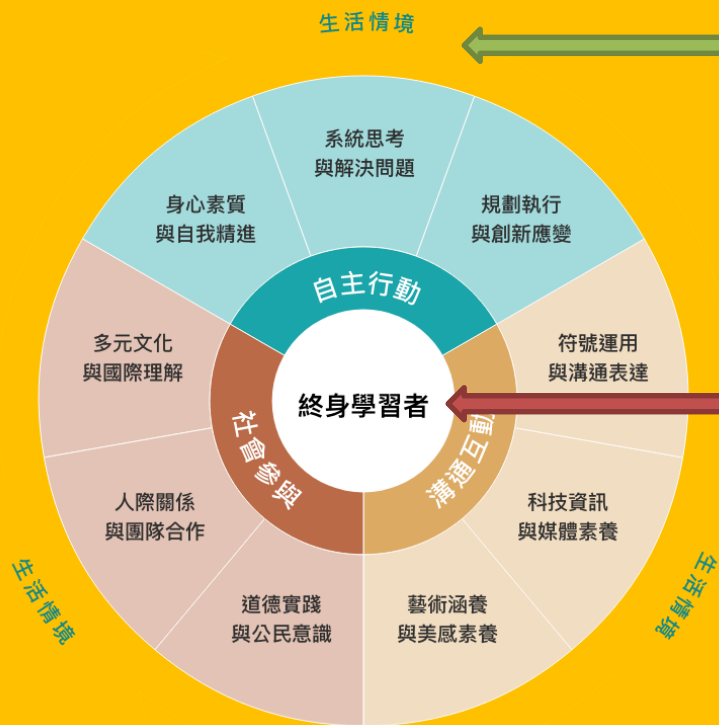 生活情境
系統思考
與解決問題
身心素質
與自我精進
規劃執行
與創新應變
自主行動
多元文化
與國際理解
符號運用
與溝通表達
終身學習者
社會參與
溝通互動
人際關係
與團隊合作
科技資訊
與媒體素養
道德實踐
與公民意識
藝術涵養
與美感素養
生活情境
生活情境